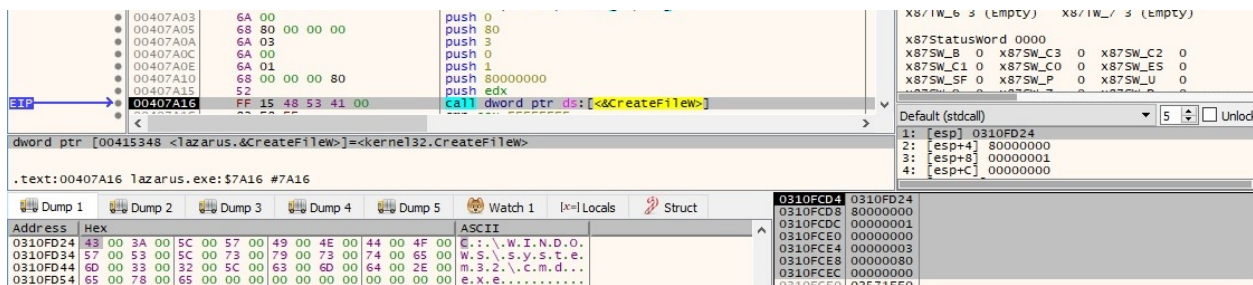 00407A03 6A 00 push 0
00407A05 68 80 00 00 00 push 80
00407A0A 6A 03 push 3
00407A0C 6A 00 push 0
00407A0E 6A 01 push 1
00407A10 68 00 00 00 80 push 80000000
00407A15 52 push edx
EIP 00407A16 FF 15 48 53 41 00 call dword ptr ds:[<&CreateFileW>]
x87TW_6 3 (Empty) x87TW_7 3 (Empty)
x87StatusWord 0000
x87SW_B 0 x87SW_C3 0 x87SW_C2 0
x87SW_C1 0 x87SW_C0 0 x87SW_ES 0
x87SW_SF 0 x87SW_P 0 x87SW_U 0
Default (stdcall) 5 Unlock
1: [esp] 0310FD24
2: [esp+4] 80000000
3: [esp+8] 00000001
4: [esp+C] 00000000
dword ptr [00415348 <lazarus.&CreateFileW>]=<kernel32.CreateFileW>
.text:00407A16 lazarus.exe:$7A16 #7A16
Dump 1 Dump 2 Dump 3 Dump 4 Dump 5 Watch 1 [x=] Locals Struct
Address Hex ASCII
0310FD24 43 00 3A 00 5C 00 57 00 49 00 4E 00 44 00 4F 00 C.:.\.W.I.N.D.O.
0310FD34 57 00 53 00 5C 00 73 00 79 00 73 00 74 00 65 00 W.S.\.s.y.s.t.e.
0310FD44 6D 00 33 00 32 00 5C 00 63 00 6D 00 64 00 2E 00 m.3.2.\.c.m.d...
0310FD54 65 00 78 00 65 00 00 00 00 00 00 00 00 00 00 00 e.x.e...........
0310FCD4 0310FD24
0310FCD8 80000000
0310FCDC 00000001
0310FCE0 00000000
0310FCE4 00000003
0310FCE8 00000080
0310FCEC 00000000